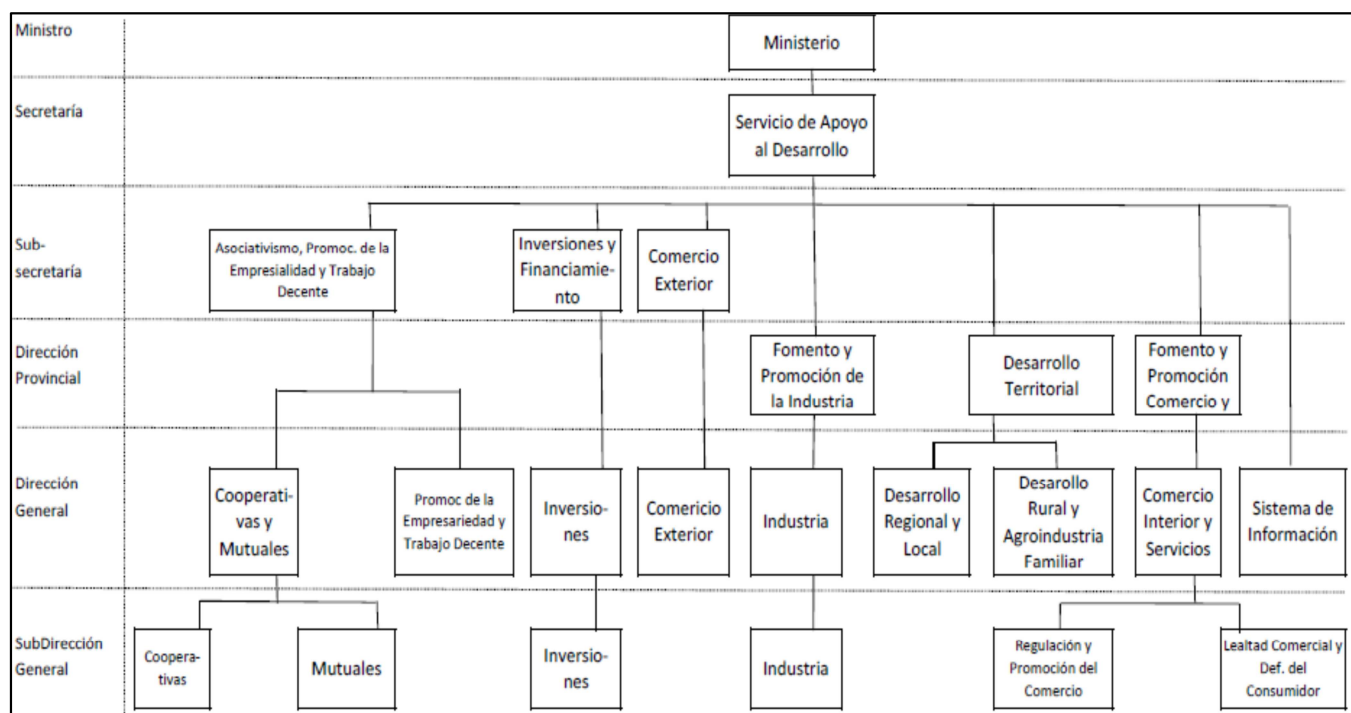 Ministro
Ministerio
Secretaría
Servicio de Apoyo
al Desarrollo
Sub-
secretaría
Asociativismo, Promoc. de la
Empresialidad y Trabajo
Decente
Inversiones y
Financiamie-
nto
Comercio
Exterior
Dirección
Provincial
Fomento y
Promoción de
la Industria
Desarrollo
Territorial
Fomento y
Promoción
Comercio y
Dirección
General
Cooperati-
vas y
Mutuales
Promoc de la
Empresariedad y
Trabajo Decente
Inversio-
nes
Comericio
Exterior
Industria
Desarrollo
Regional y
Local
Desarollo
Rural y
Agroindustria
Familiar
Comercio
Interior y
Servicios
Sistema de
Información
SubDirección
General
Coopera-
tivas
Mutuales
Inversio-
nes
Industria
Regulación y
Promoción del
Comercio
Lealtad Comercial y
Def. del
Consumidor